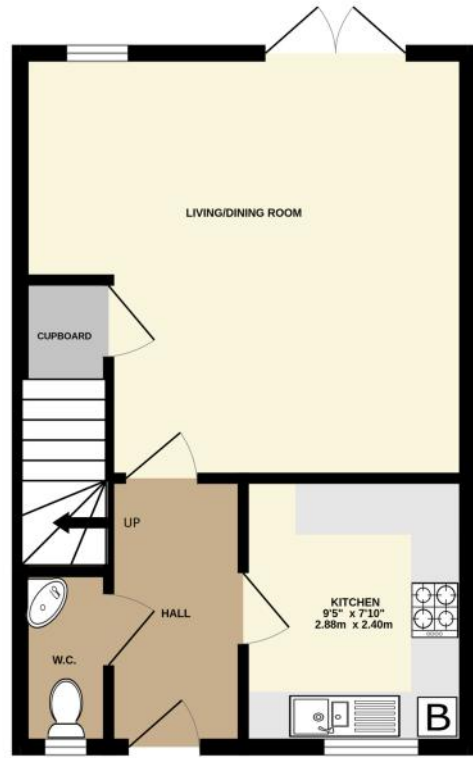 LIVING/DINING ROOM
CUPBOARD
UP
HALL
KITCHEN
9'5" x 7'10"
2.88m x 2.40m
W.C.
B